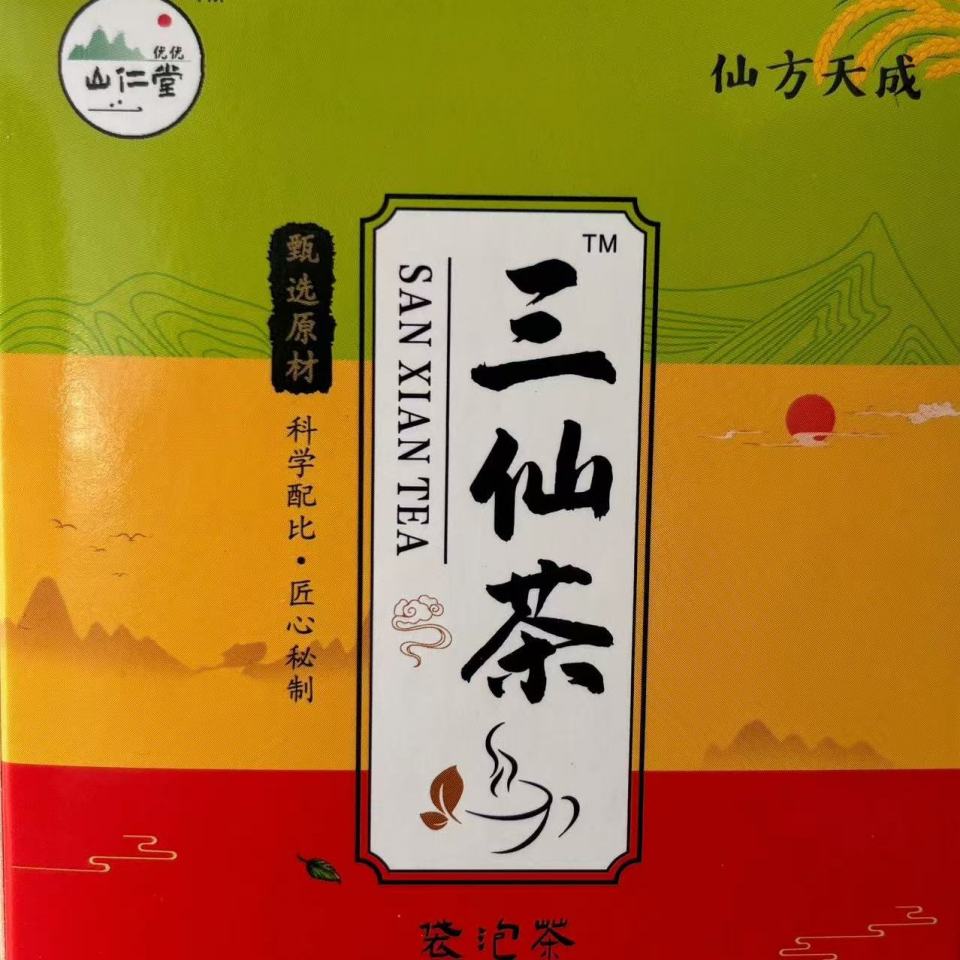 优优
山仁堂
仙方天成
TM
三仙茶
SAN XIAN TEA
甄选原材
科学配比·匠心秘制
袋泡茶